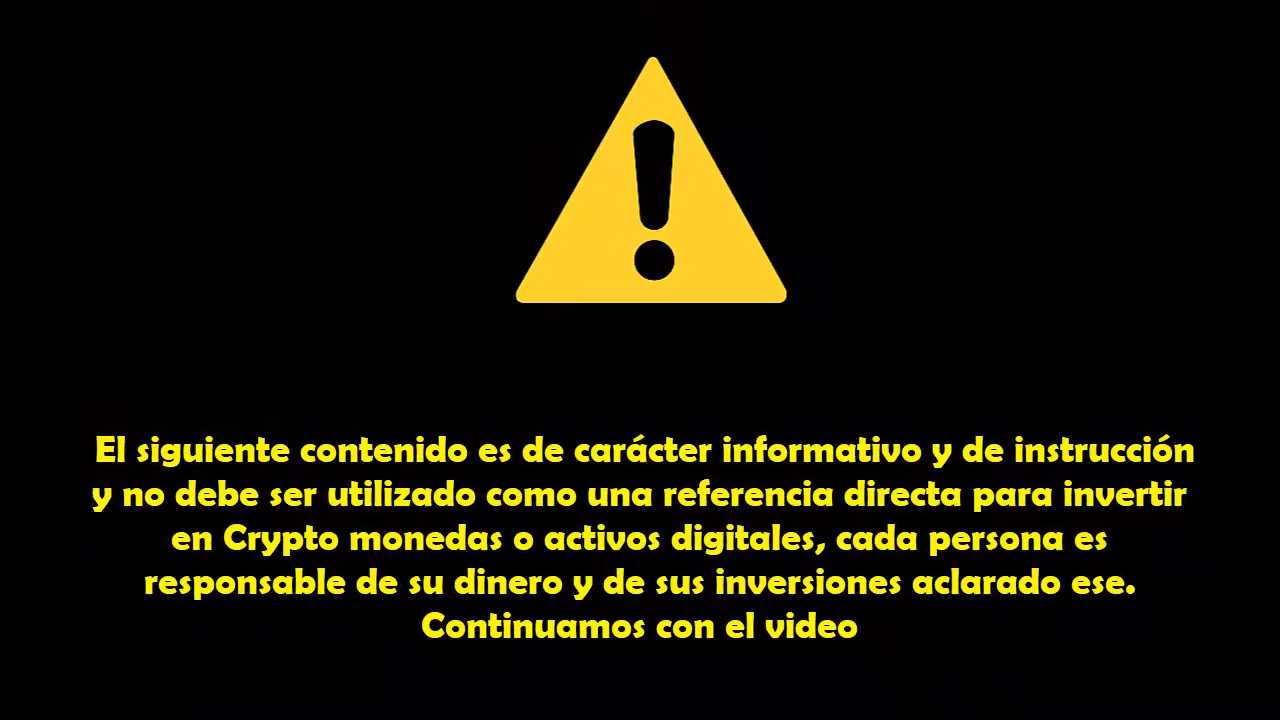 El siguiente contenido es de carácter informativo y de instrucción
y no debe ser utilizado como una referencia directa para invertir
en Crypto monedas o activos digitales, cada persona es
responsable de su dinero y de sus inversiones aclarado ese.
Continuamos con el video